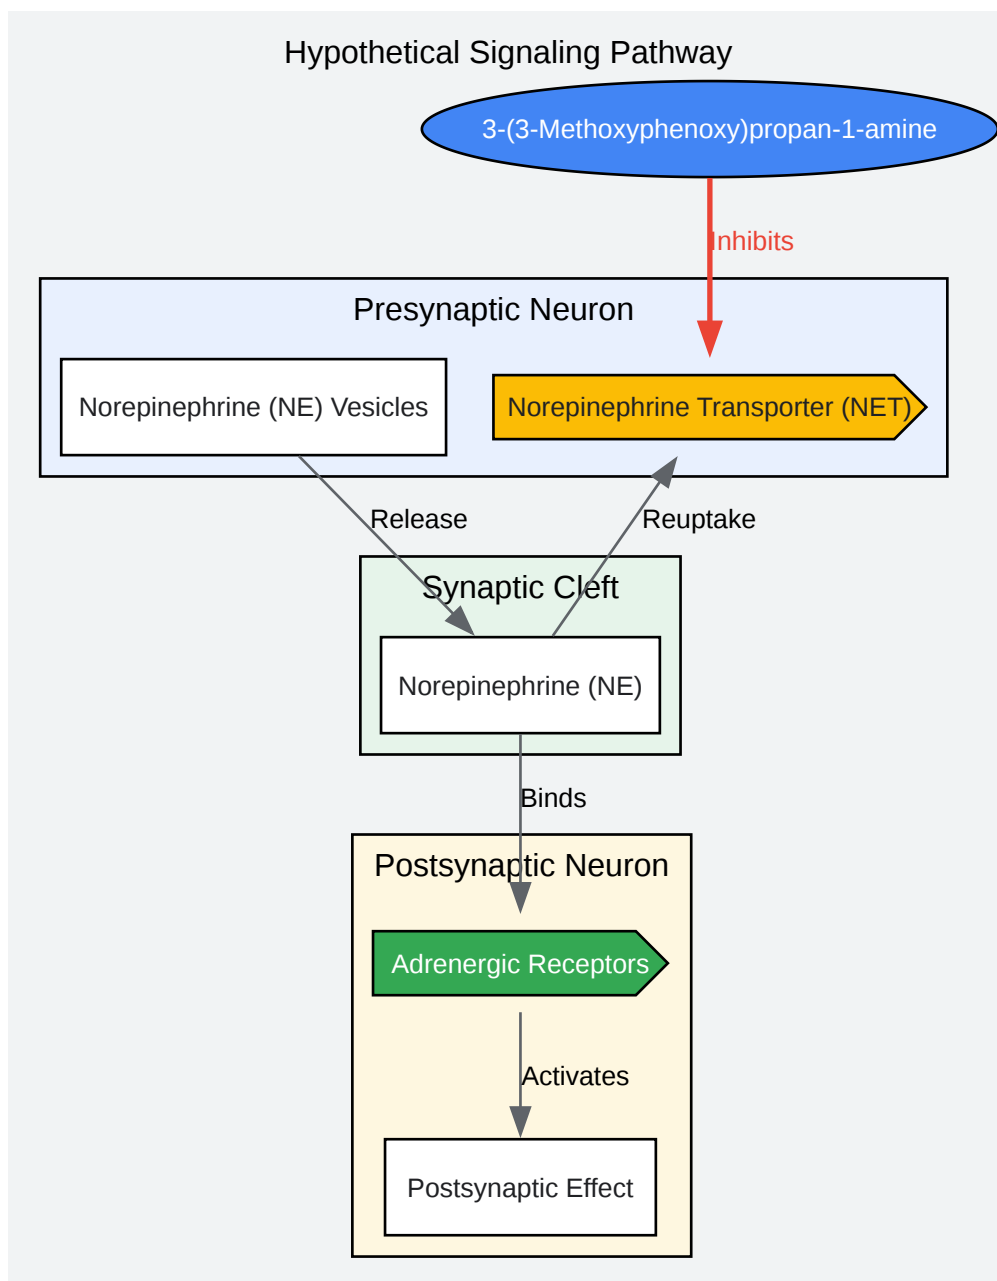 Hypothetical Signaling Pathway
3-(3-Methoxyphenoxy)propan-1-amine
Inhibits
Presynaptic Neuron
Norepinephrine (NE) Vesicles
Norepinephrine Transporter (NET)
Release
Reuptake
Synaptic Cleft
Norepinephrine (NE)
Binds
Postsynaptic Neuron
Adrenergic Receptors
Activates
Postsynaptic Effect